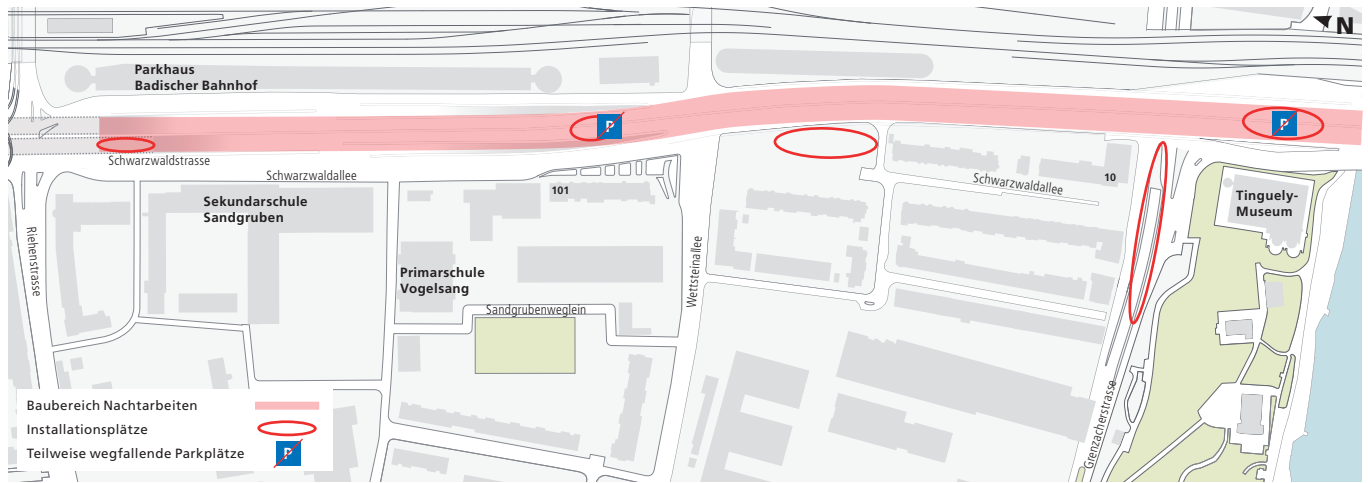 N
Parkhaus
Badischer Bahnhof
P
P
Schwarzwaldstrasse
Schwarzwaldallee
Schwarzwaldallee
10
101
Sekundarschule
Sandgruben
Tinguely-
Museum
Riehenstrasse
Primarschule
Vogelsang
Wettsteinallee
Sandgrubenweglein
Grenzacherstrasse
Baubereich Nachtarbeiten
Installationsplätze
Teilweise wegfallende Parkplätze
P